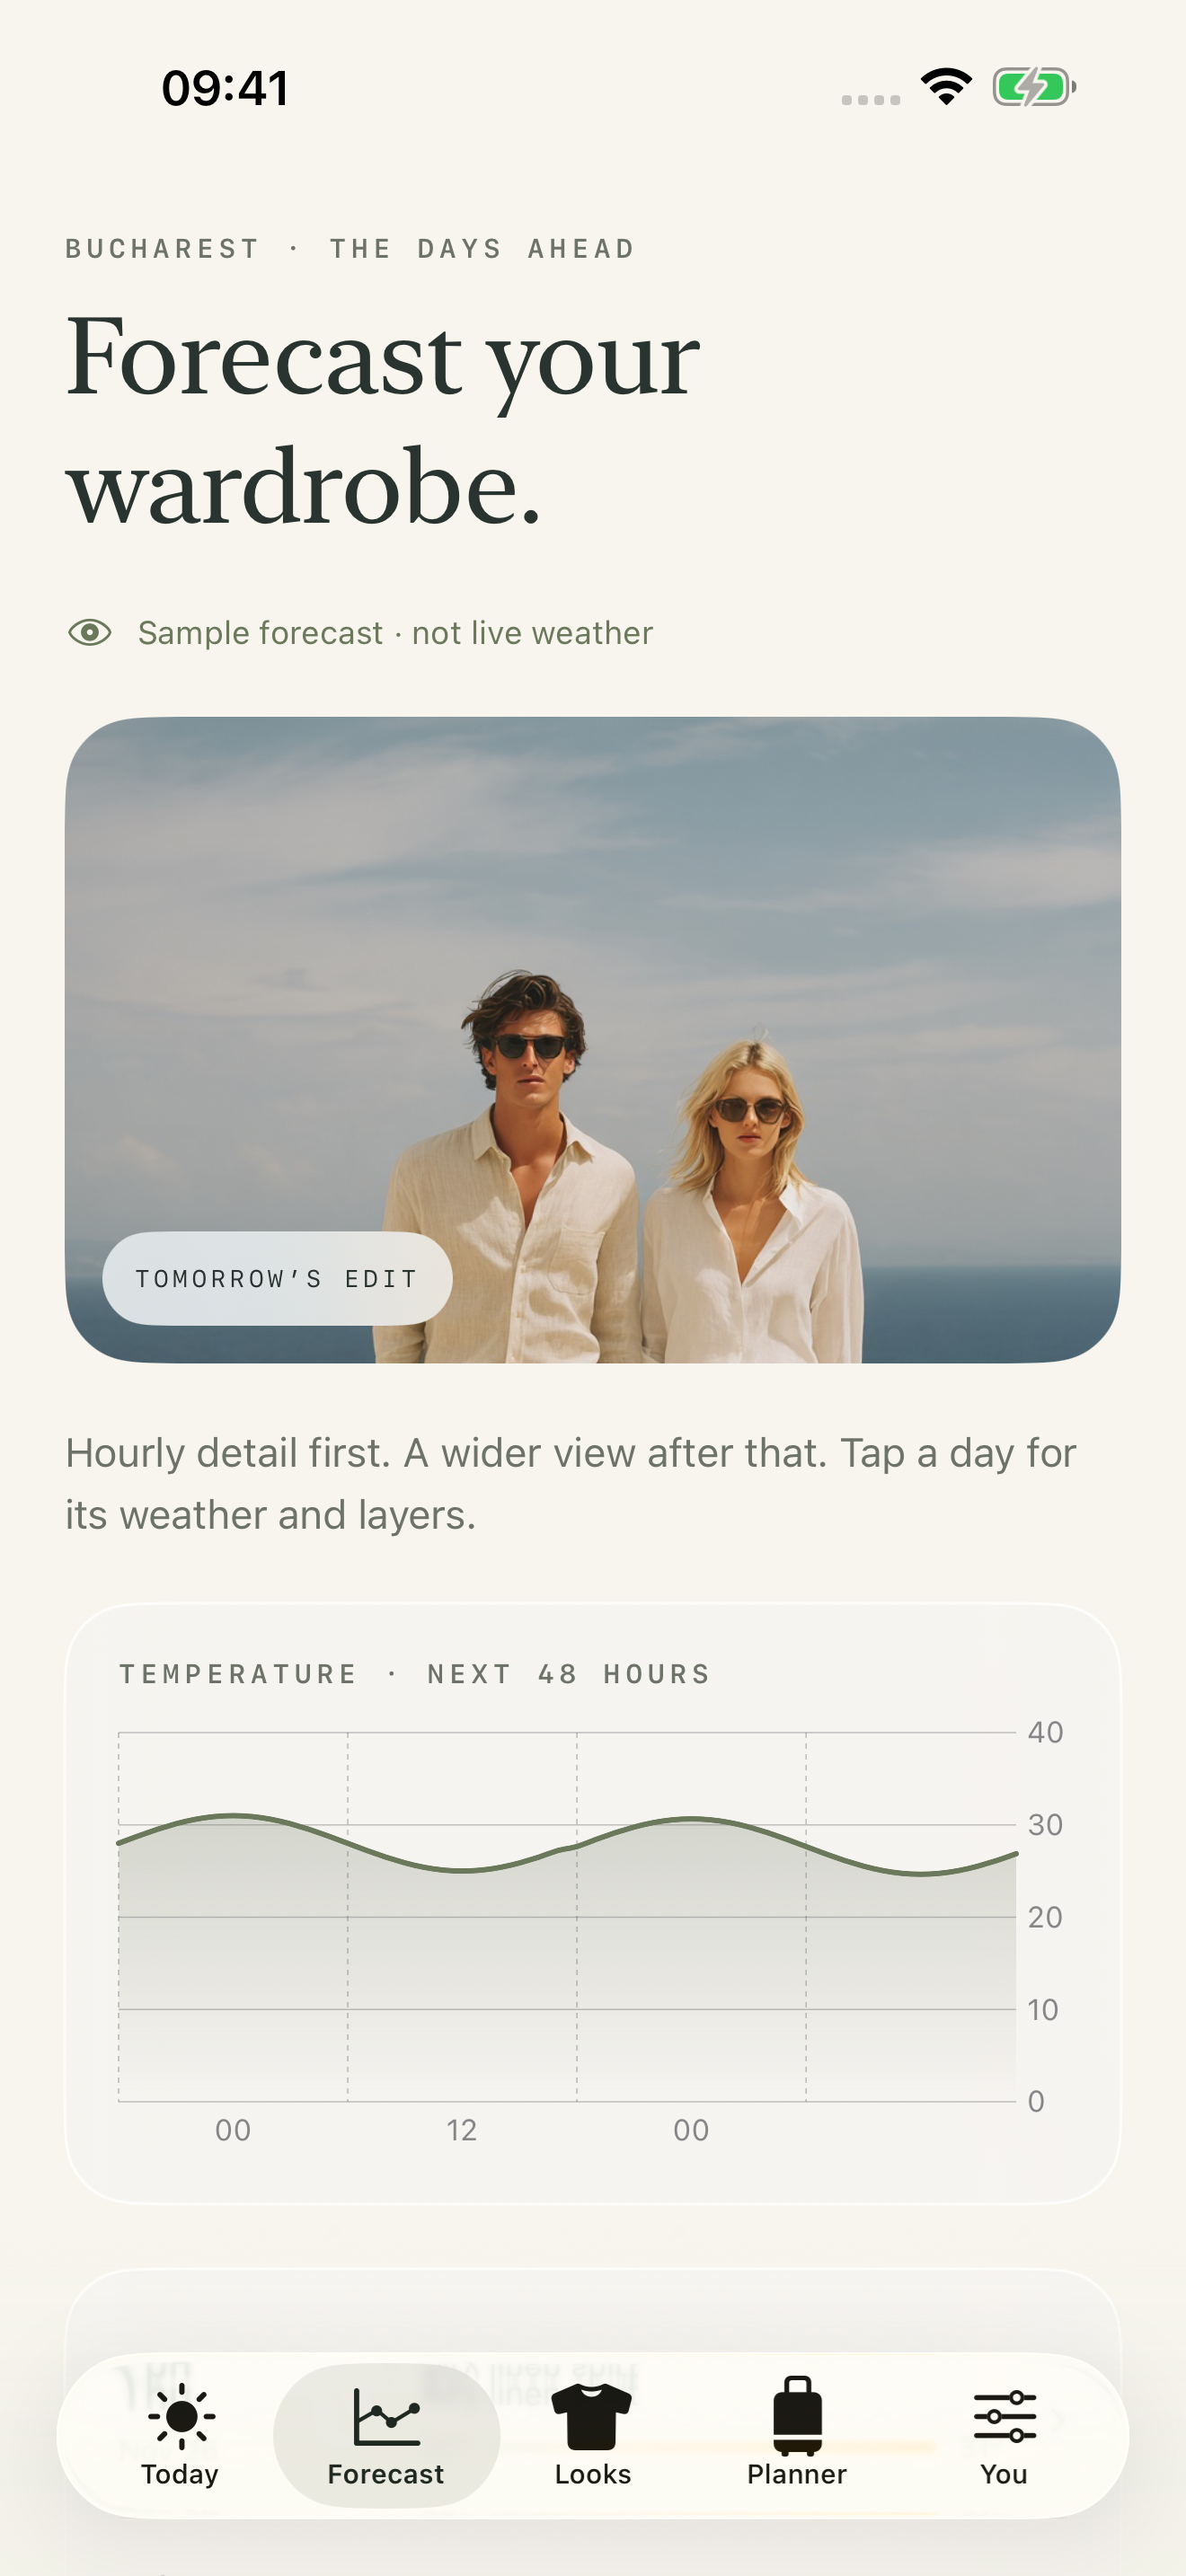 09:41
BUCHAREST · THE DAYS AHEAD
Forecast your
wardrobe.
Sample forecast · not live weather
TOMORROW’S EDIT
Hourly detail first. A wider view after that. Tap a day for
its weather and layers.
TEMPERATURE · NEXT 48 HOURS
40
30
20
10
0
00 12 00
linen shirt
Today Forecast Looks Planner You